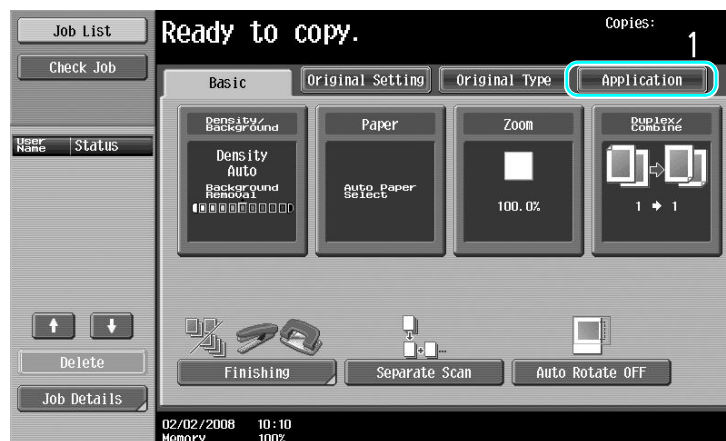 Job List
Ready to copy.
Copies:
1
Check Job
Basic
Original Setting
Original Type
Application
User Name
Status
Density/
Background
Paper
Zoom
Duplex/
Combine
Density
Auto
Background
Removal
Auto Paper
Select
100.0%
1 → 1
Delete
Finishing
Separate Scan
Auto Rotate OFF
Job Details
02/02/2008 10:10
Memory 100%